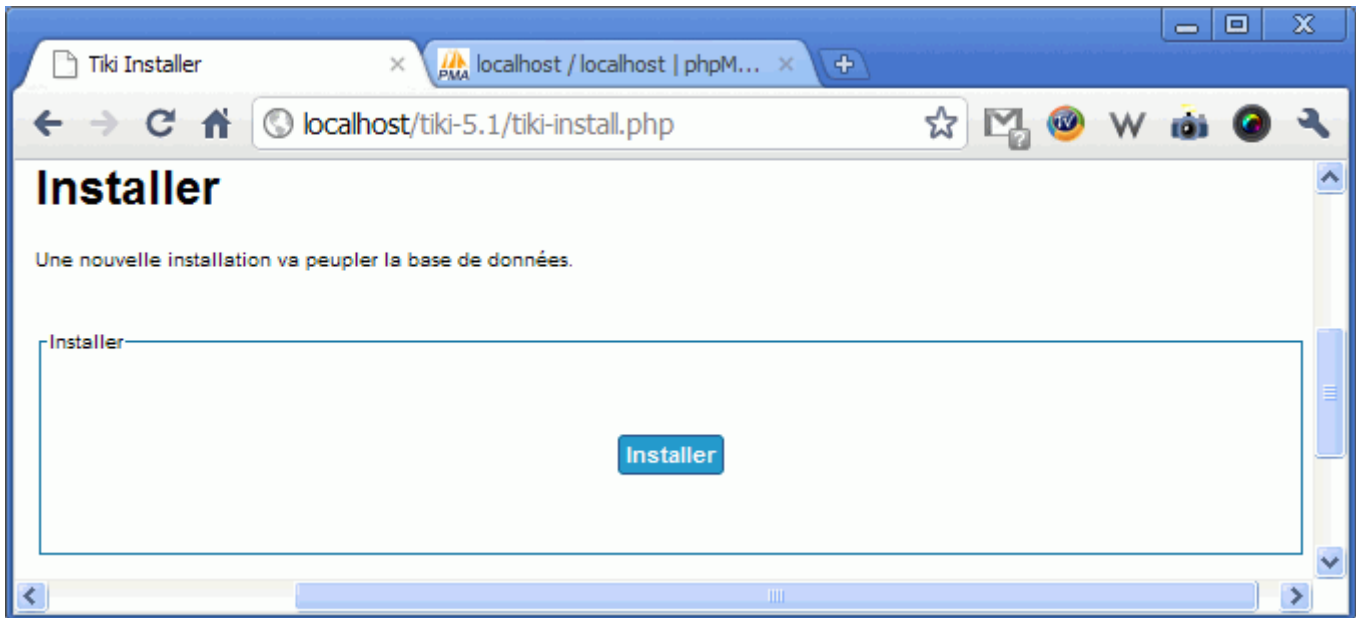 Tiki Installer
PMA localhost / localhost | phpM...
localhost/tiki-5.1/tiki-install.php
W
Installer
Une nouvelle installation va peupler la base de données.
Installer
Installer